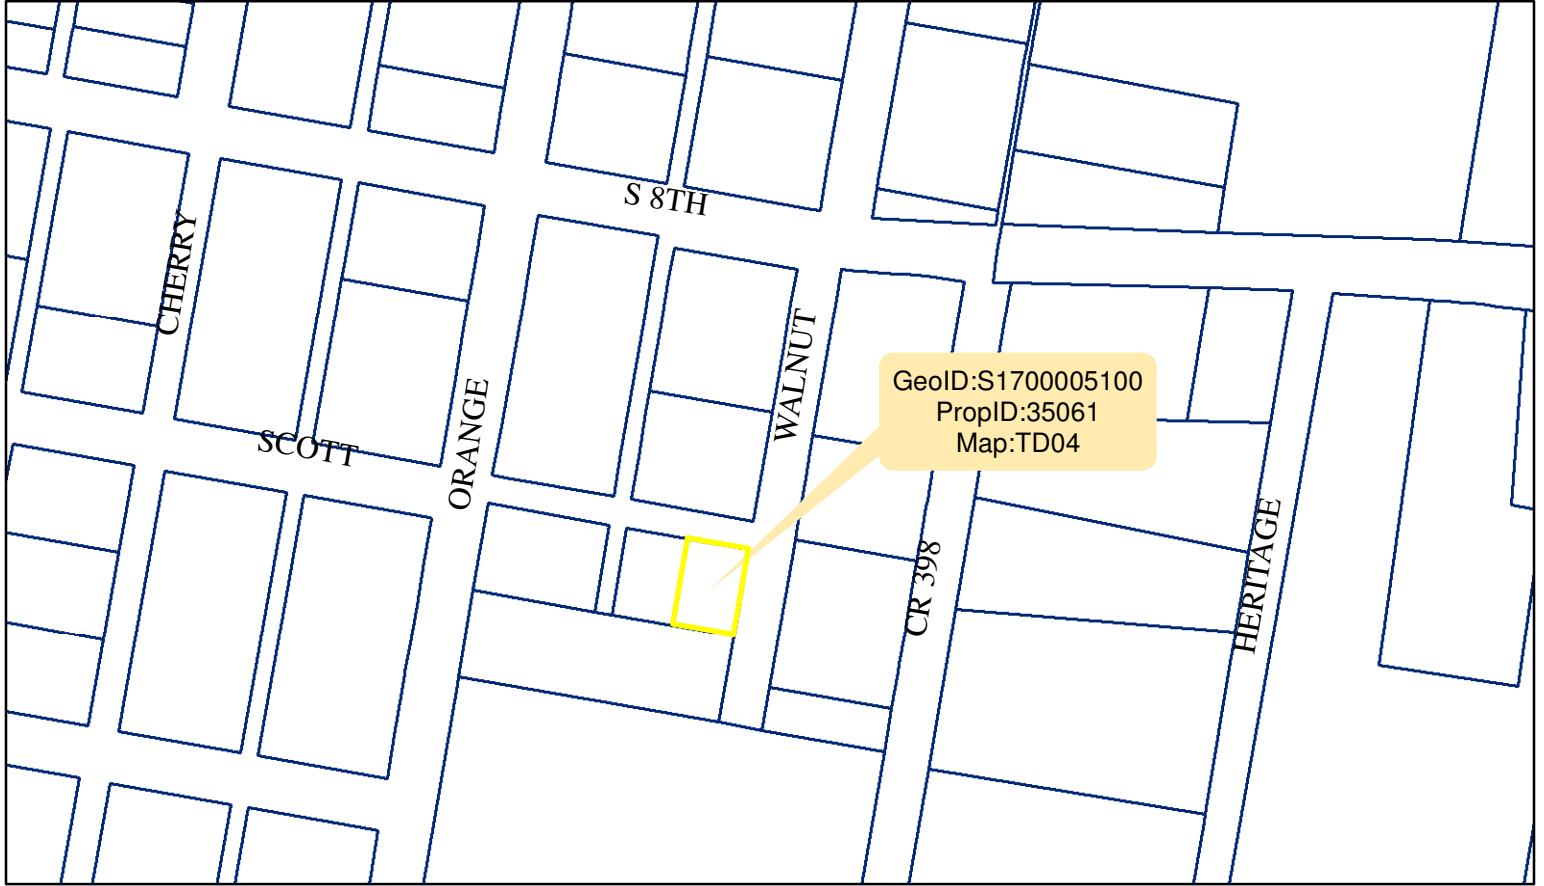 S 8TH
CHERRY
WALNUT
GeoID:S1700005100
PropID:35061
Map:TD04
ORANGE
SCOTT
CR 398
HERITAGE